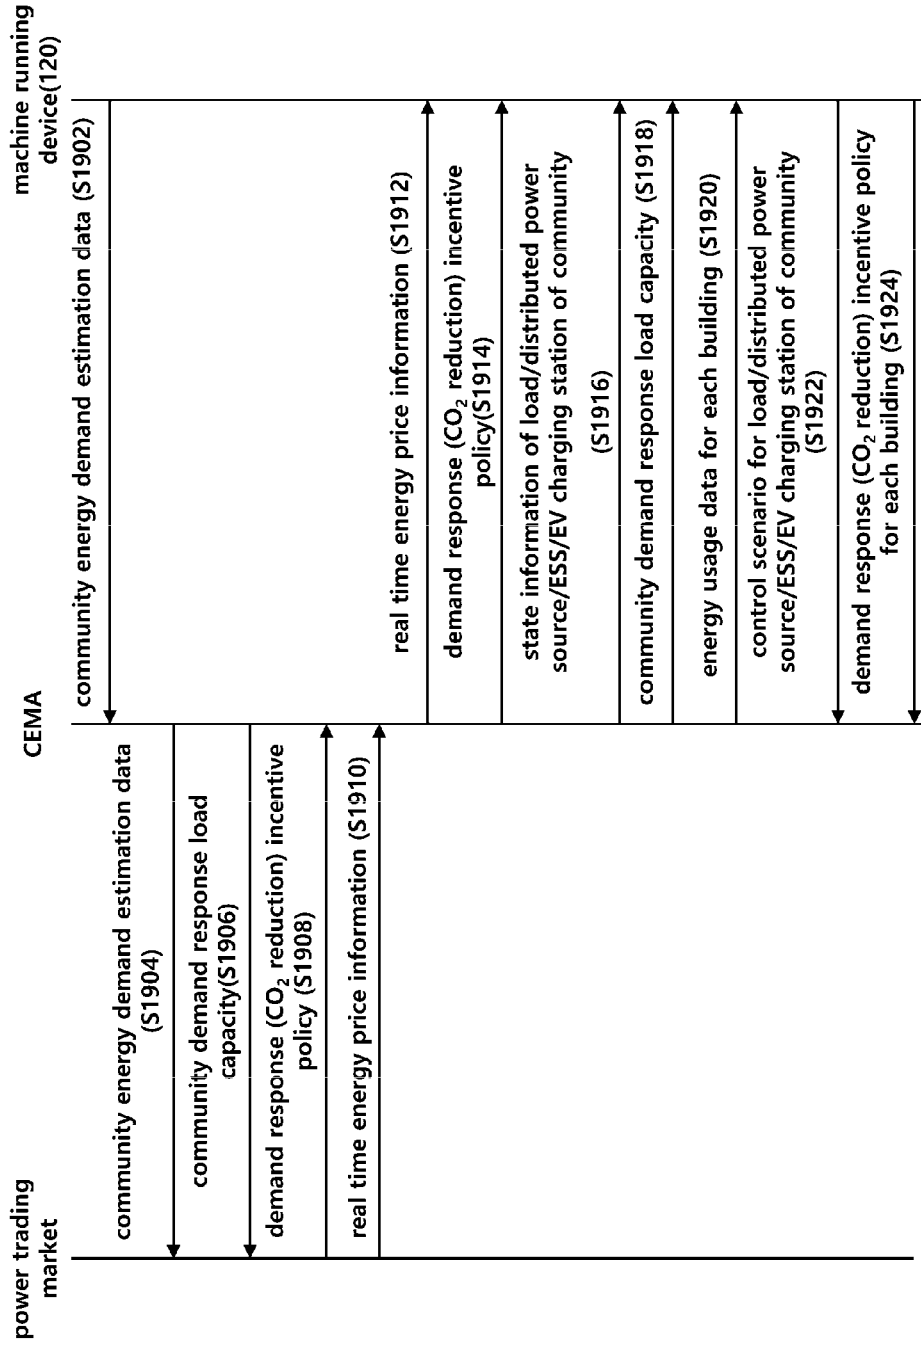 power trading
market
CEMA
machine running
device(120)
community energy demand estimation data (S1902)
community energy demand estimation data
(S1904)
community demand response load
capacity(S1906)
demand response (CO₂ reduction) incentive
policy (S1908)
real time energy price information (S1910)
real time energy price information (S1912)
demand response (CO₂ reduction) incentive
policy(S1914)
state information of load/distributed power
source/ESS/EV charging station of community
(S1916)
community demand response load capacity (S1918)
energy usage data for each building (S1920)
control scenario for load/distributed power
source/ESS/EV charging station of community
(S1922)
demand response (CO₂ reduction) incentive policy
for each building (S1924)